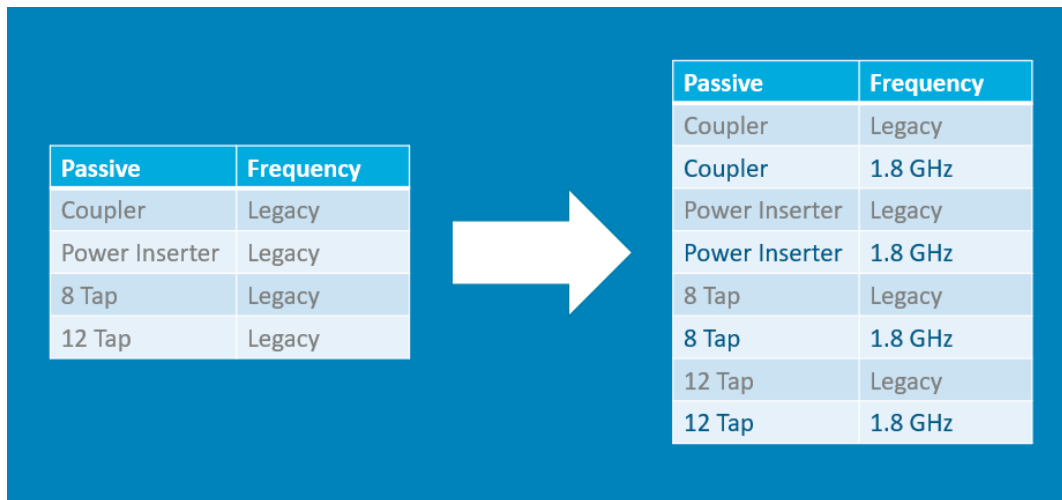 Passive Frequency
Coupler Legacy
Power Inserter Legacy
8 Tap Legacy
12 Tap Legacy
Passive Frequency
Coupler Legacy
Coupler 1.8 GHz
Power Inserter Legacy
Power Inserter 1.8 GHz
8 Tap Legacy
8 Tap 1.8 GHz
12 Tap Legacy
12 Tap 1.8 GHz